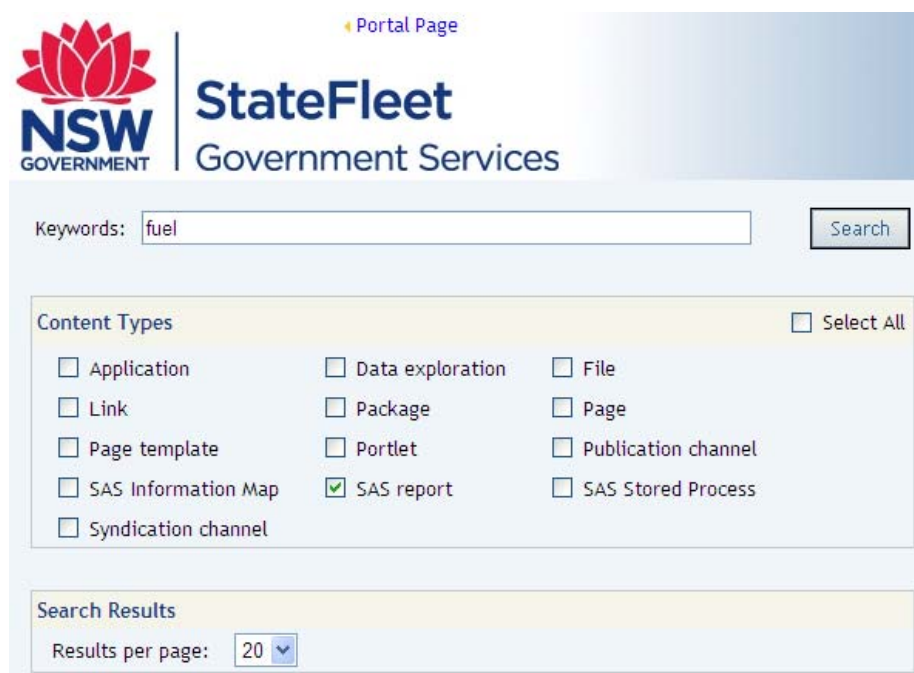 Portal Page
NSW
GOVERNMENT
StateFleet
Government Services
Keywords: fuel Search
Content Types Select All
Application Data exploration File
Link Package Page
Page template Portlet Publication channel
SAS Information Map SAS report SAS Stored Process
Syndication channel
Search Results
Results per page: 20